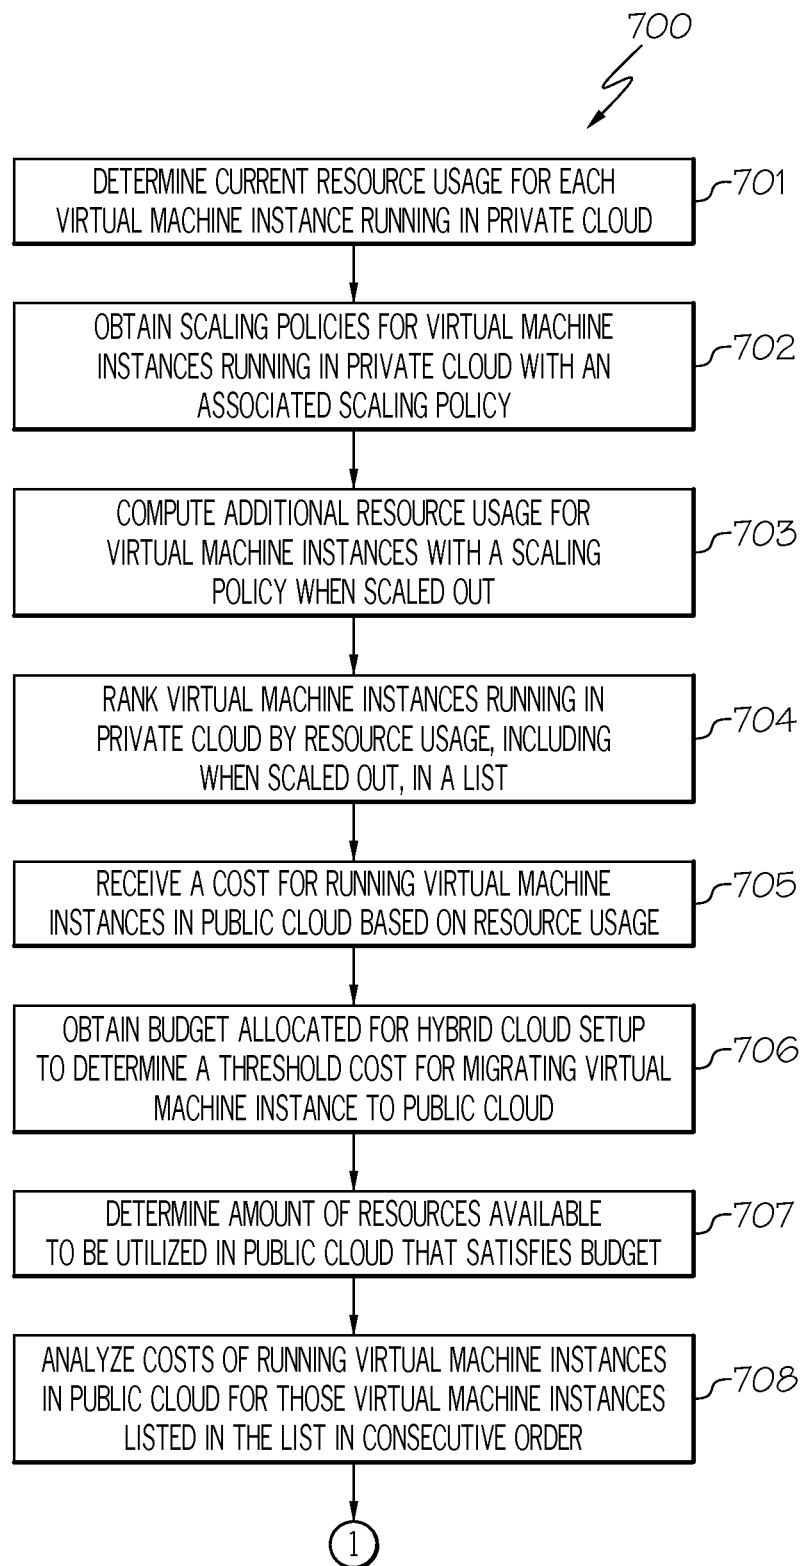 700
DETERMINE CURRENT RESOURCE USAGE FOR EACH
VIRTUAL MACHINE INSTANCE RUNNING IN PRIVATE CLOUD
701
OBTAIN SCALING POLICIES FOR VIRTUAL MACHINE
INSTANCES RUNNING IN PRIVATE CLOUD WITH AN
ASSOCIATED SCALING POLICY
702
COMPUTE ADDITIONAL RESOURCE USAGE FOR
VIRTUAL MACHINE INSTANCES WITH A SCALING
POLICY WHEN SCALED OUT
703
RANK VIRTUAL MACHINE INSTANCES RUNNING IN
PRIVATE CLOUD BY RESOURCE USAGE, INCLUDING
WHEN SCALED OUT, IN A LIST
704
RECEIVE A COST FOR RUNNING VIRTUAL MACHINE
INSTANCES IN PUBLIC CLOUD BASED ON RESOURCE USAGE
705
OBTAIN BUDGET ALLOCATED FOR HYBRID CLOUD SETUP
TO DETERMINE A THRESHOLD COST FOR MIGRATING VIRTUAL
MACHINE INSTANCE TO PUBLIC CLOUD
706
DETERMINE AMOUNT OF RESOURCES AVAILABLE
TO BE UTILIZED IN PUBLIC CLOUD THAT SATISFIES BUDGET
707
ANALYZE COSTS OF RUNNING VIRTUAL MACHINE INSTANCES
IN PUBLIC CLOUD FOR THOSE VIRTUAL MACHINE INSTANCES
LISTED IN THE LIST IN CONSECUTIVE ORDER
708
1